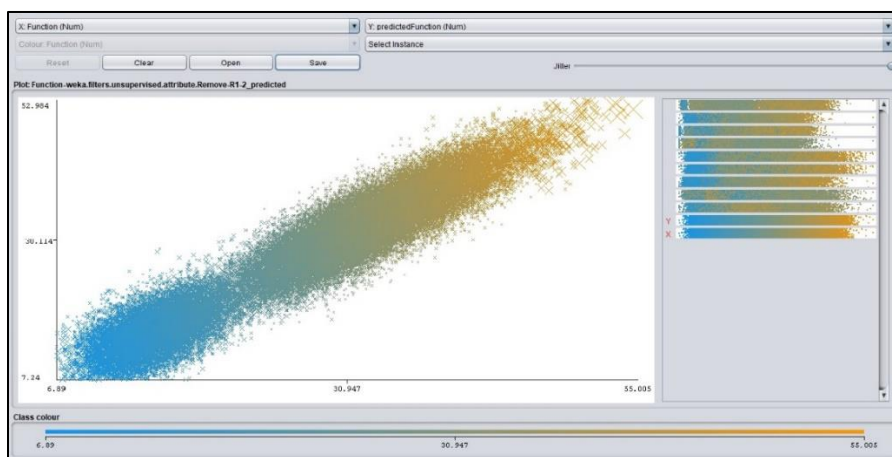 X: Function (Num)
Y: predictedFunction (Num)
Colour: Function (Num)
Select Instance
Reset
Clear
Open
Save
Jitter
Plot: Function-weka.filters.unsupervised.attribute.Remove-R1-2_predicted
52.984
30.114
7.24
6.89
30.947
55.005
Y
X
Class colour
6.89
30.947
55.005